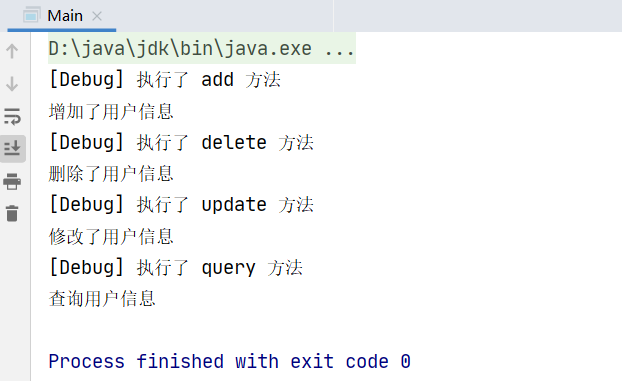 Main
D:\java\jdk\bin\java.exe ...
[Debug] 执行了 add 方法
增加了用户信息
[Debug] 执行了 delete 方法
删除了用户信息
[Debug] 执行了 update 方法
修改了用户信息
[Debug] 执行了 query 方法
查询用户信息
Process finished with exit code 0